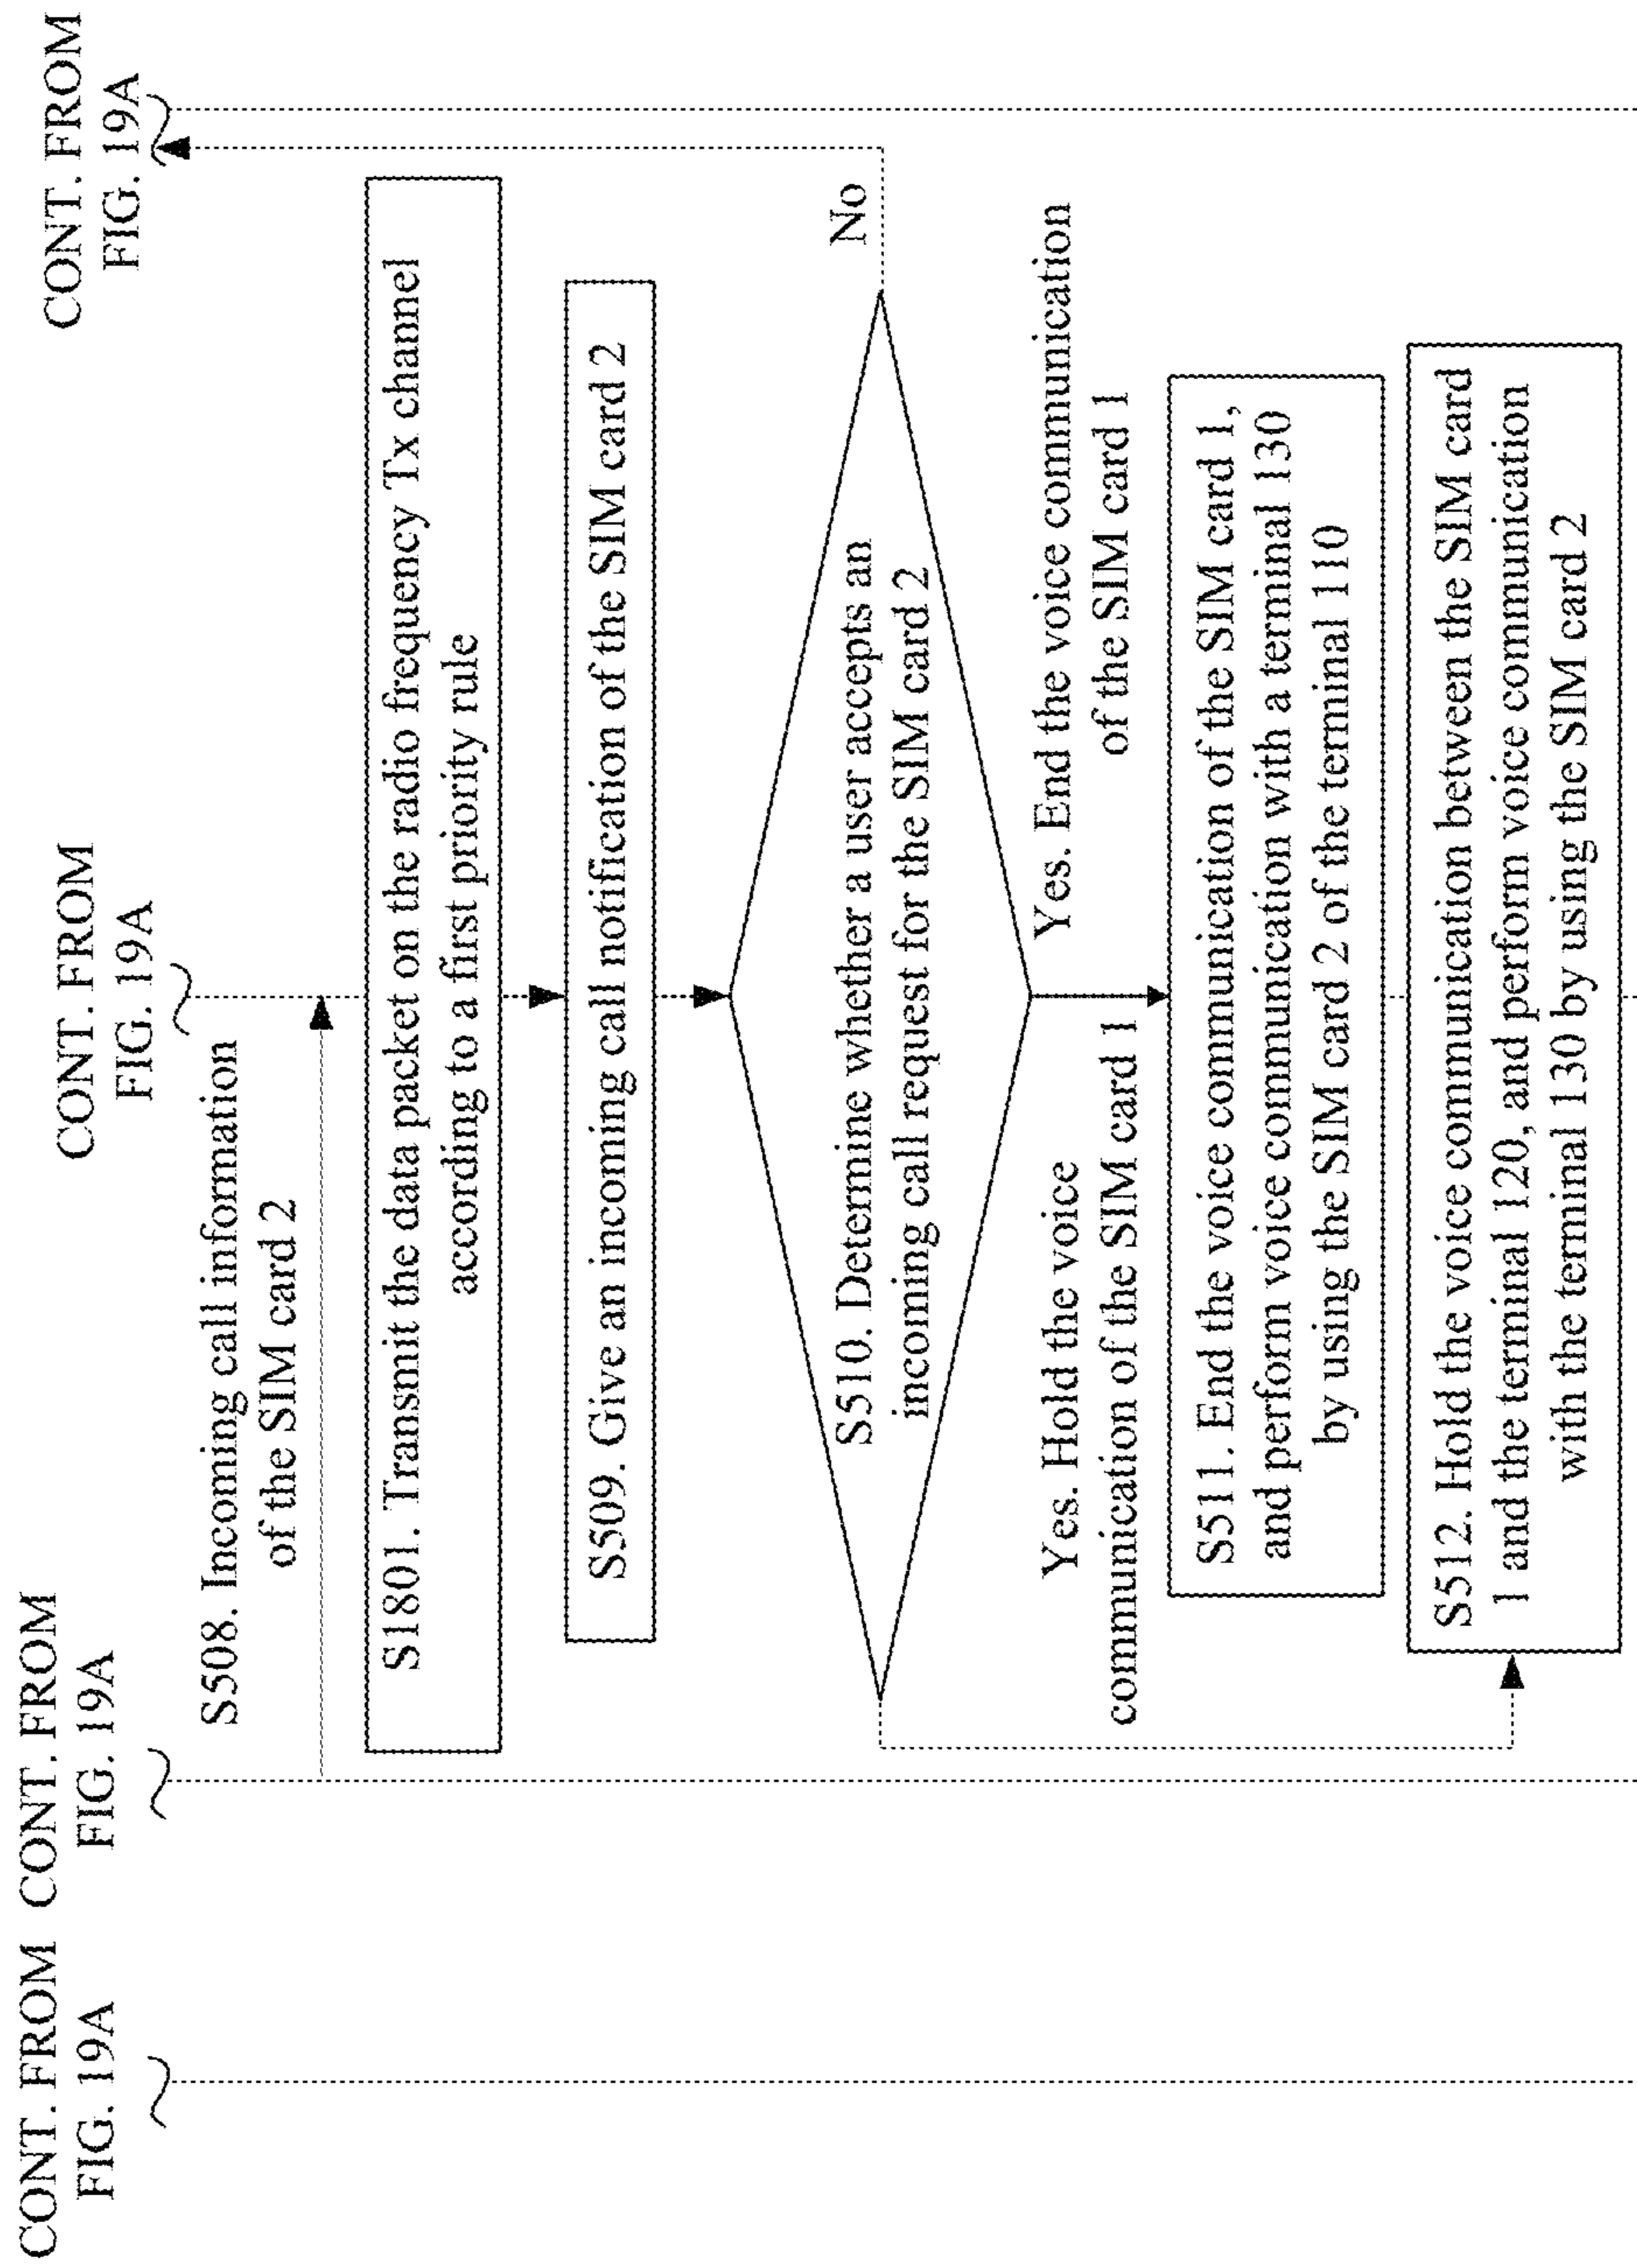 CONT. FROM
FIG. 19A
CONT. FROM
FIG. 19A
CONT. FROM
FIG. 19A
CONT. FROM
FIG. 19A
S508. Incoming call information
of the SIM card 2
S1801. Transmit the data packet on the radio frequency Tx channel
according to a first priority rule
S509. Give an incoming call notification of the SIM card 2
S510. Determine whether a user accepts an
incoming call request for the SIM card 2
No
Yes. Hold the voice
communication of the SIM card 1
Yes. End the voice communication
of the SIM card 1
S511. End the voice communication of the SIM card 1,
and perform voice communication with a terminal 130
by using the SIM card 2 of the terminal 110
S512. Hold the voice communication between the SIM card
1 and the terminal 120, and perform voice communication
with the terminal 130 by using the SIM card 2